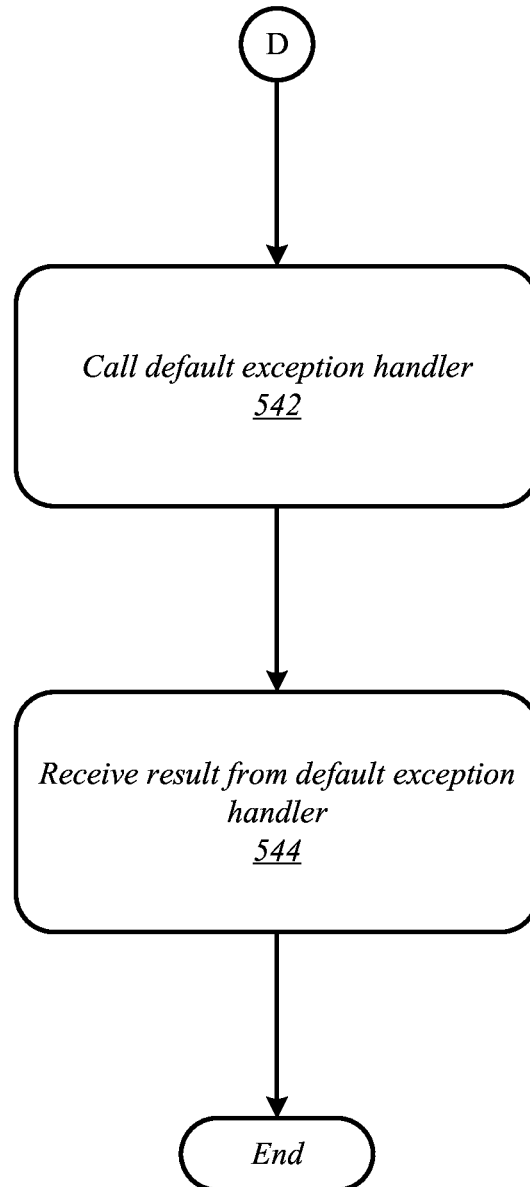 D
Call default exception handler
542
Receive result from default exception
handler
544
End